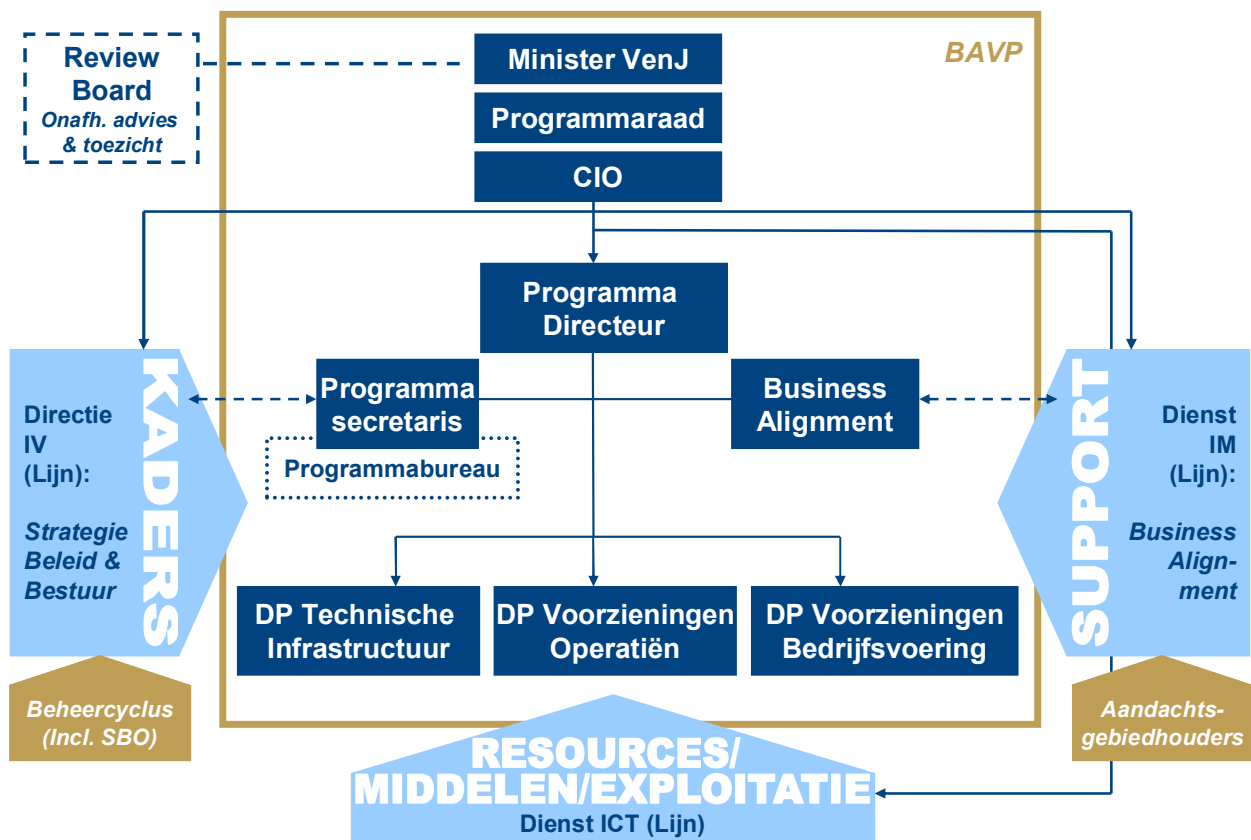 Review
Board
Onafh. advies
& toezicht
BAVP
Minister VenJ
Programmaraad
CIO
Programma
Directeur
Programma
secretaris
Programmabureau
Business
Alignment
KADERS
Directie
IV
(Lijn):
Strategie
Beleid &
Bestuur
SUPPORT
Dienst
IM
(Lijn):
Business
Align-
ment
DP Technische
Infrastructuur
DP Voorzieningen
Operatiën
DP Voorzieningen
Bedrijfsvoering
Beheercyclus
(Incl. SBO)
Aandachts-
gebiedhouders
RESOURCES/
MIDDELEN/EXPLOITATIE
Dienst ICT (Lijn)